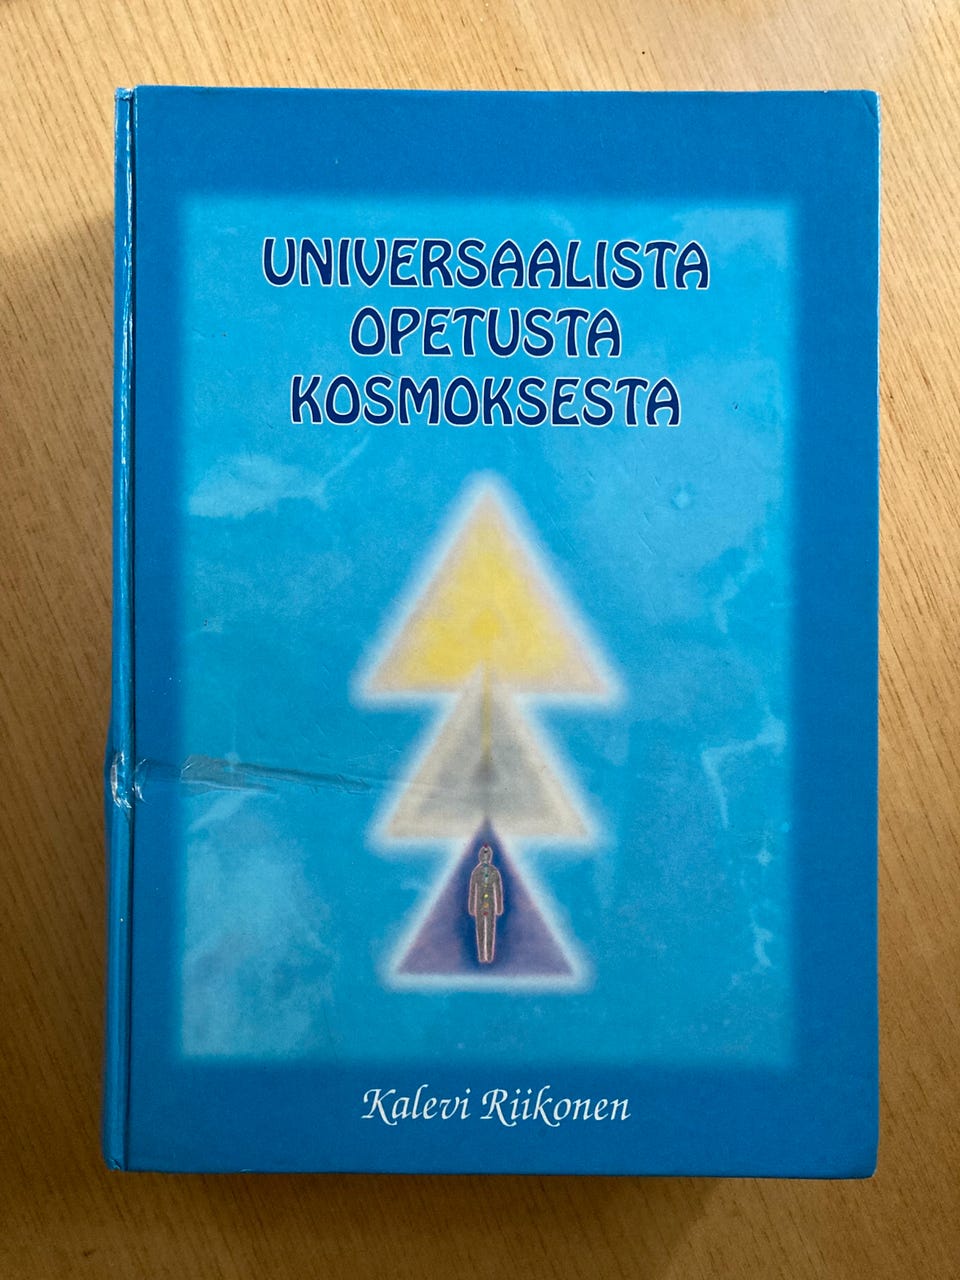 UNIVERSAALISTA
OPETUSTA
KOSMOKSESTA
Kalevi Riikonen